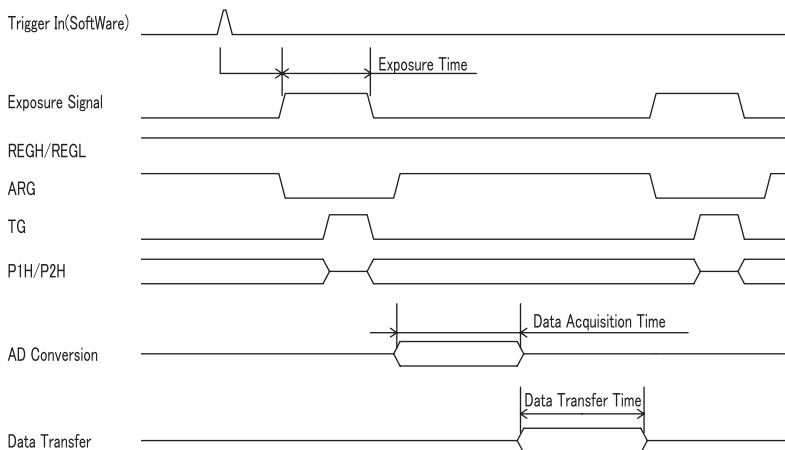 Trigger In(SoftWare)
Exposure Time
Exposure Signal
REGH/REGL
ARG
TG
P1H/P2H
Data Acquisition Time
AD Conversion
Data Transfer Time
Data Transfer